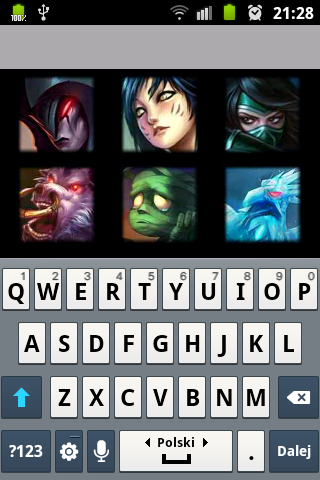 100% 21:28
1 2 3 4 5 6 7 8 9 0
Q W E R T Y U I O P
A S D F G H J K L
Z X C V B N M
?123 Polski . Dalej